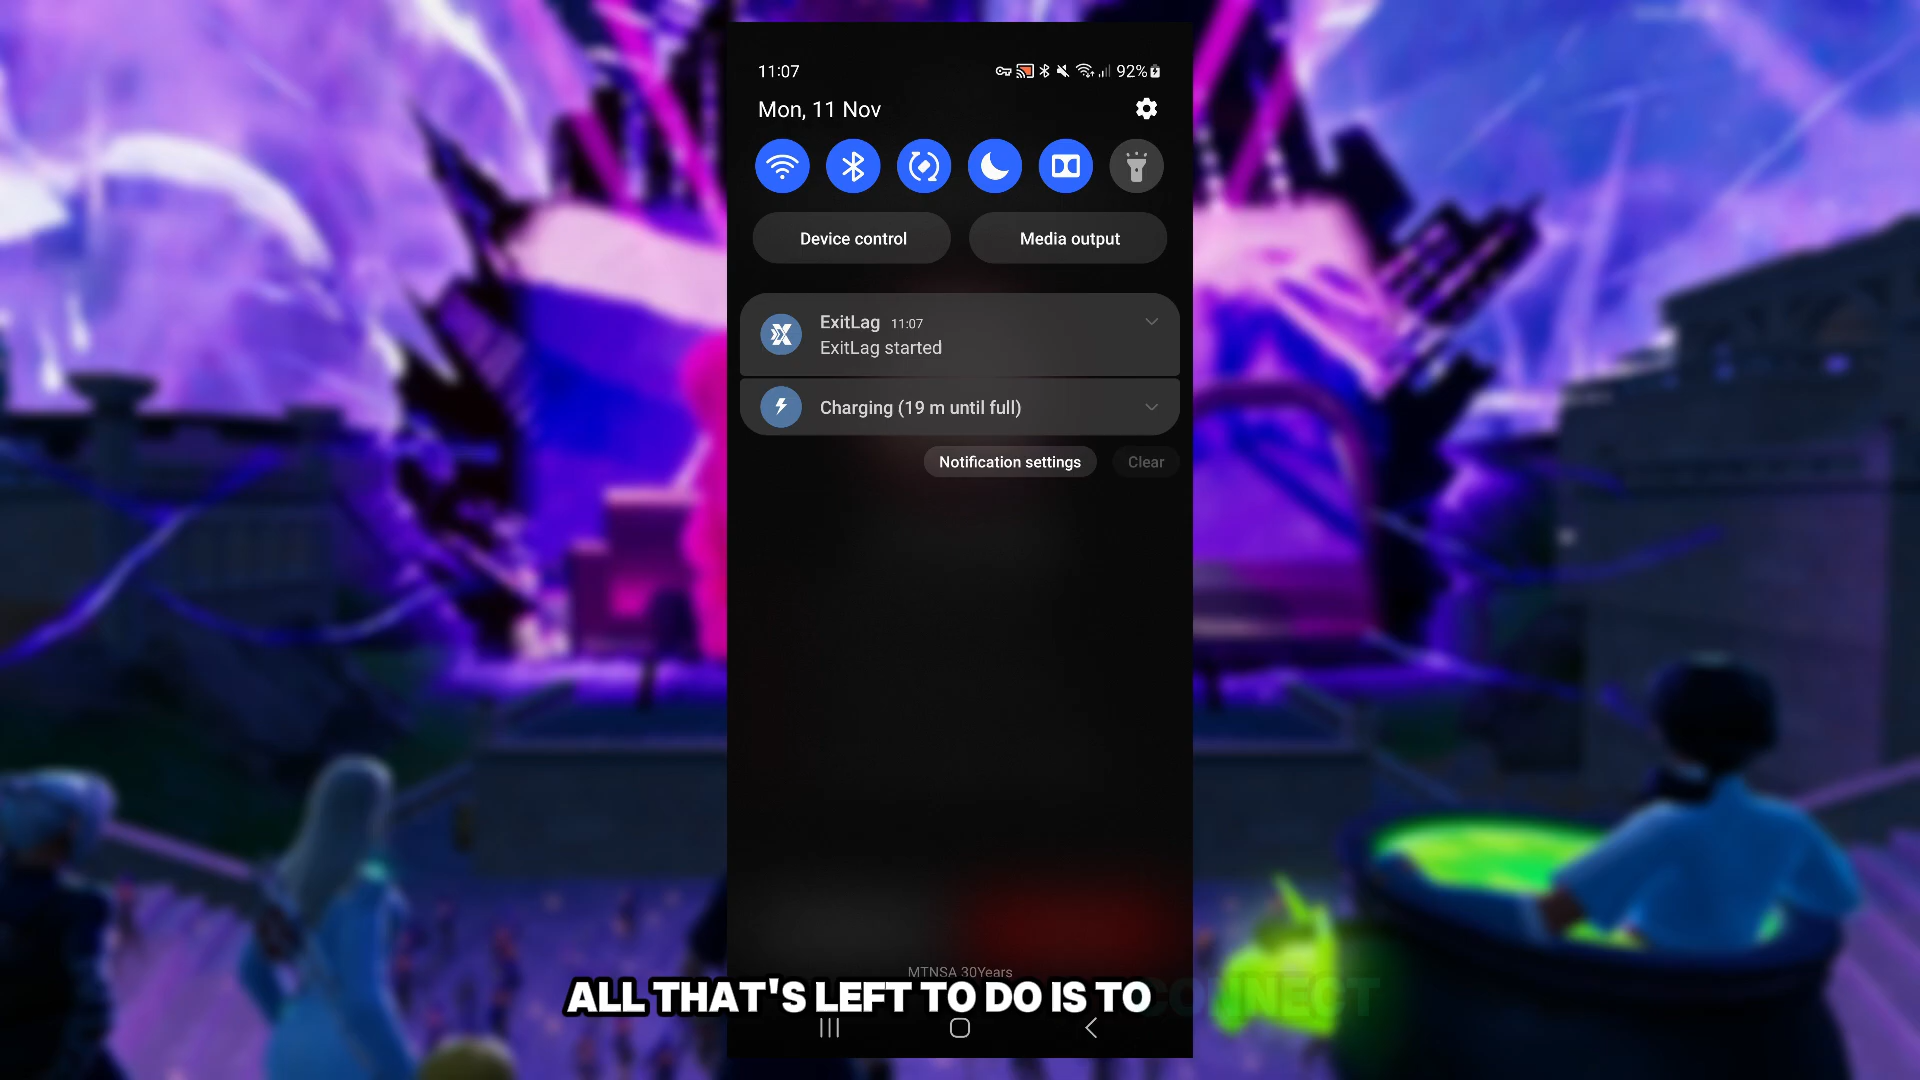 11:07
92%
Mon, 11 Nov
Device control
Media output
ExitLag 11:07
ExitLag started
Charging (19 m until full)
Notification settings
Clear
MTNSA 30Years
ALL THAT'S LEFT TO DO IS TO CONNECT